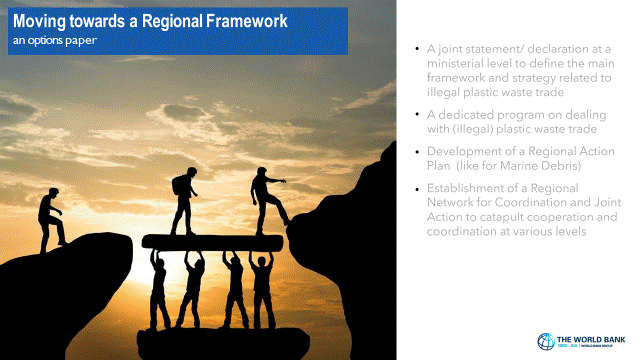 Moving towards a Regional Framework
an options paper
• A joint statement/ declaration at a
ministerial level to define the main
framework and strategy related to
illegal plastic waste trade
• A dedicated program on dealing
with (illegal) plastic waste trade
• Development of a Regional Action
Plan (like for Marine Debris)
• Establishment of a Regional
Network for Coordination and Joint
Action to catapult cooperation and
coordination at various levels
THE WORLD BANK
WORLD BANK GROUP